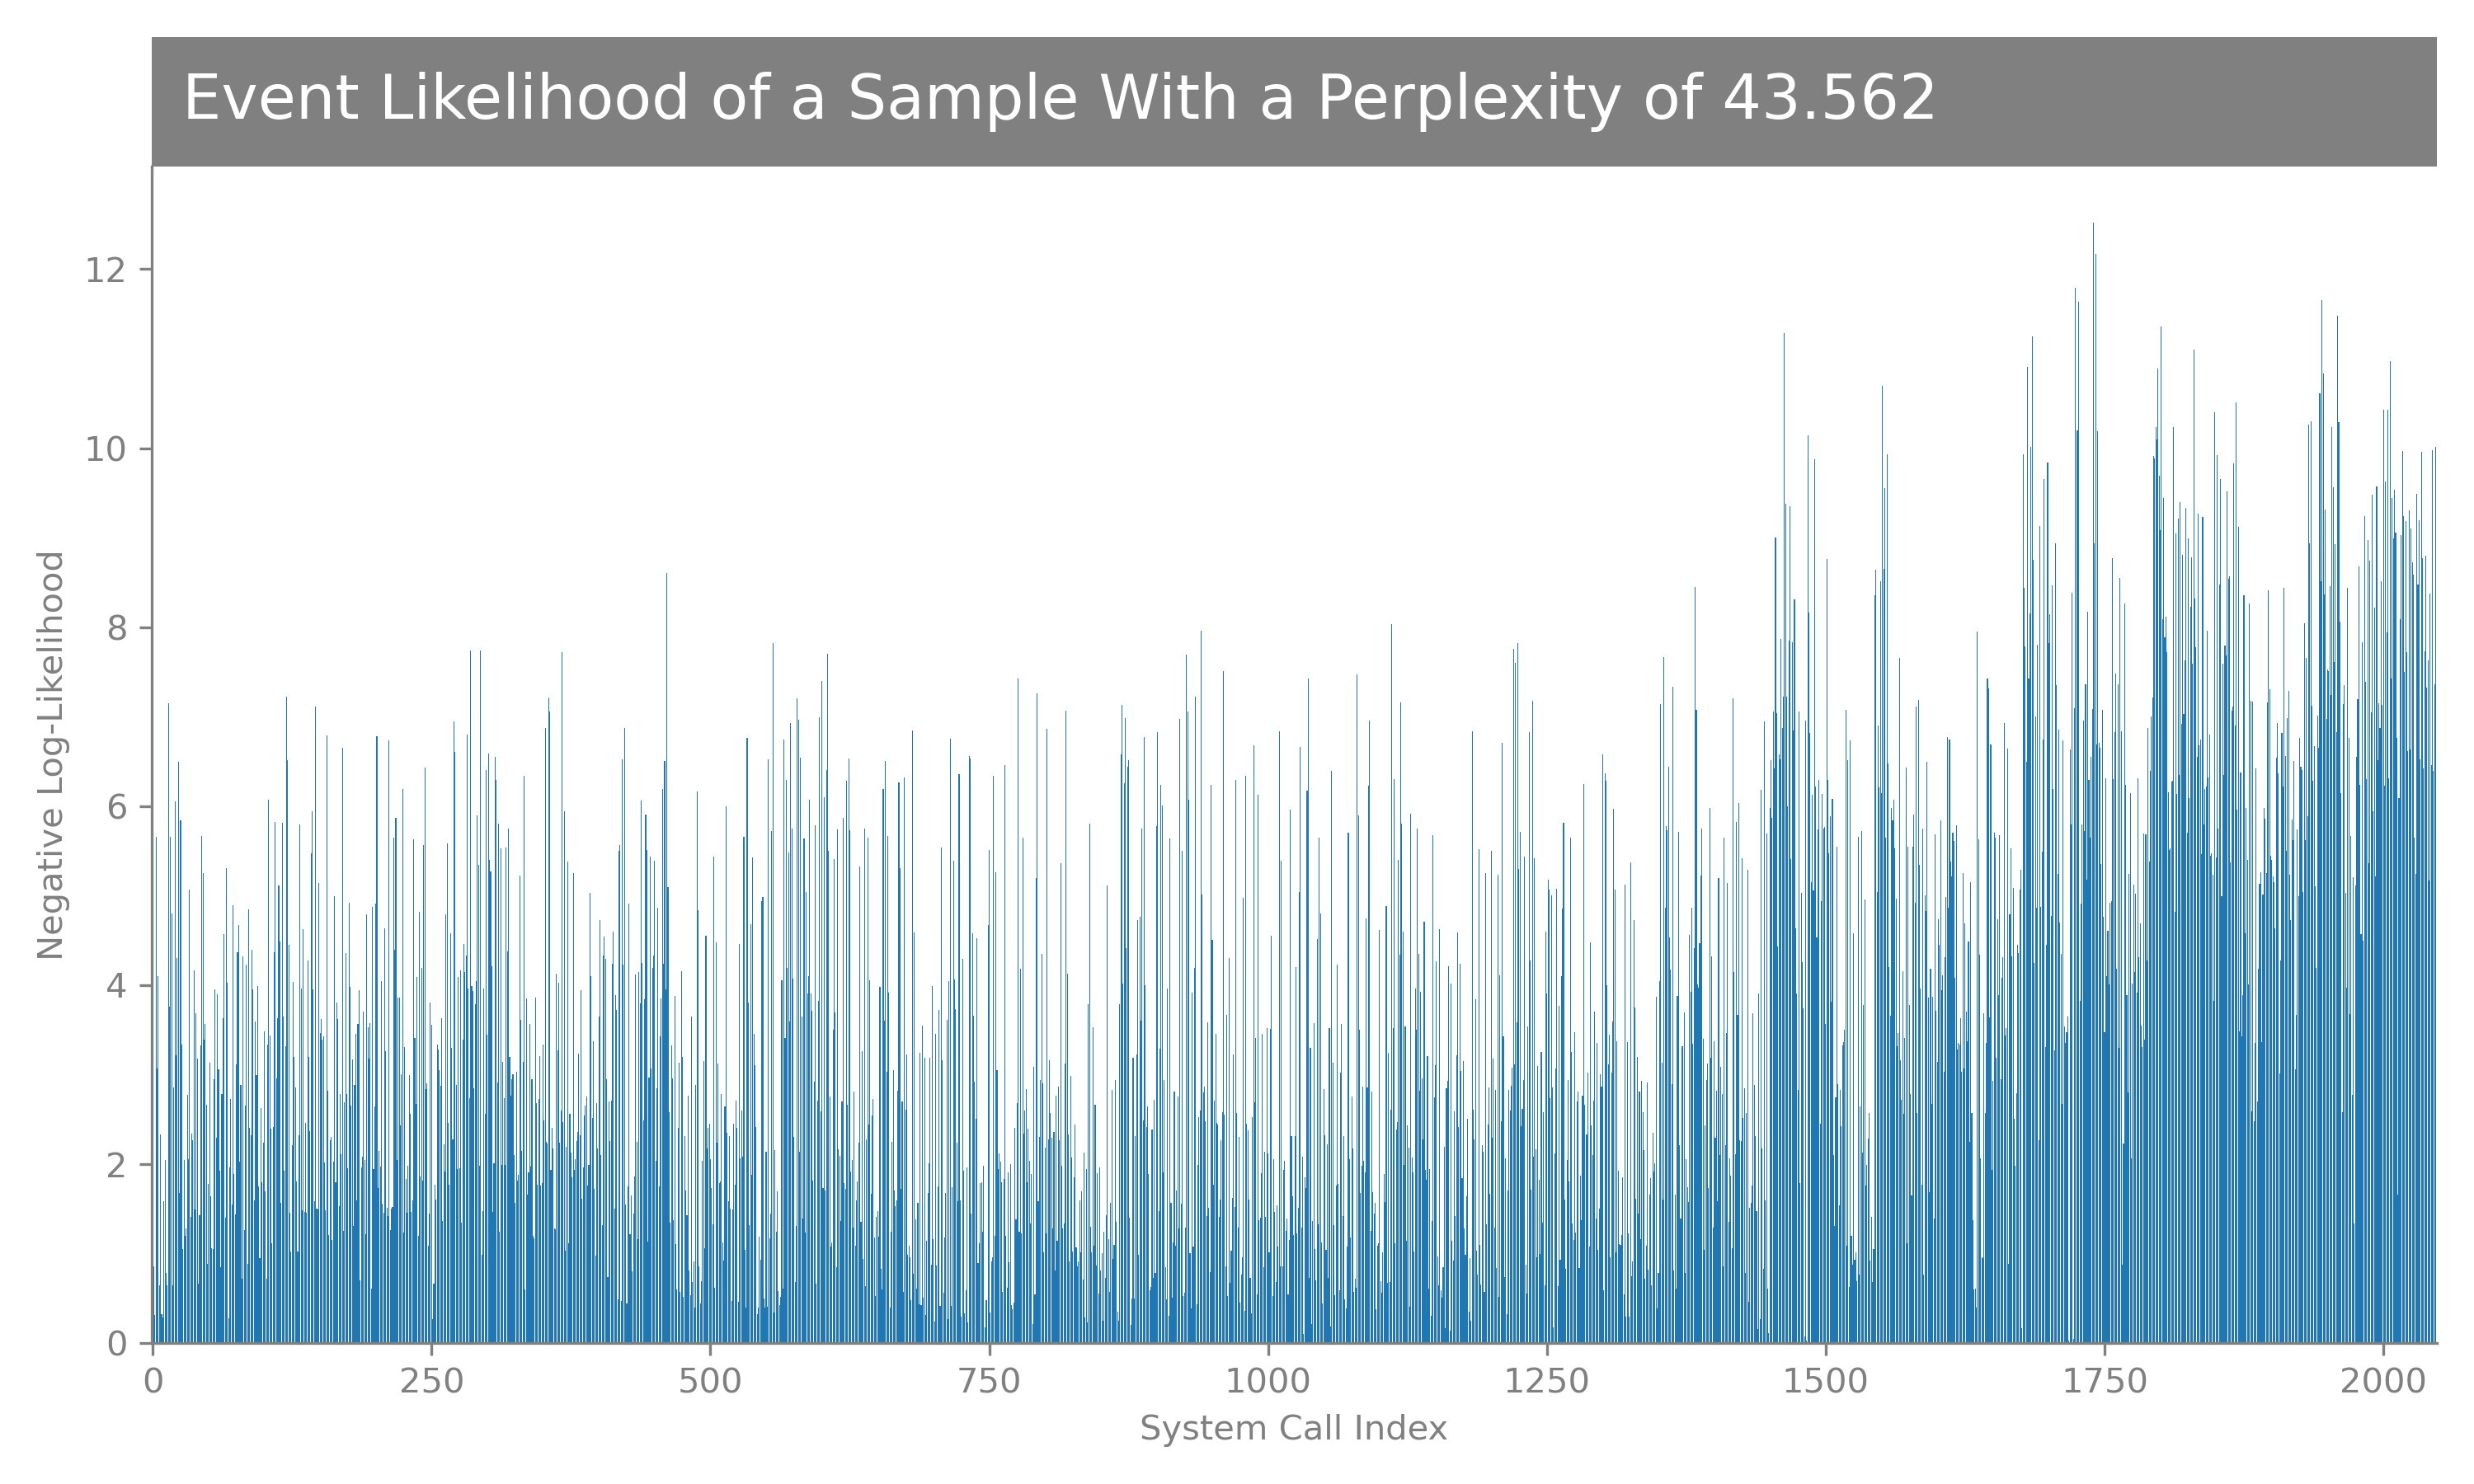 Event Likelihood of a Sample With a Perplexity of 43.562
12
10
8
6
4
2
0
Negative Log-Likelihood
0 250 500 750 1000 1250 1500 1750 2000
System Call Index